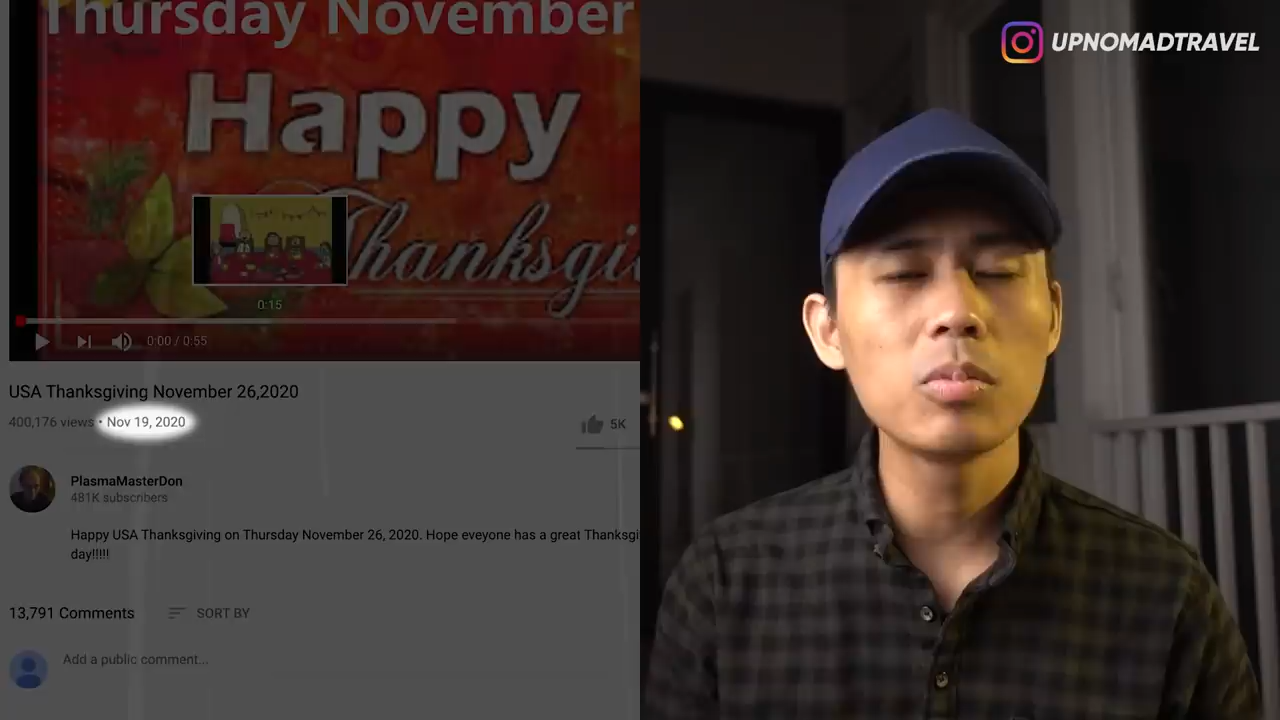 Thursday November
Happy
Thanksgi
0:15
0:00 / 0:55
USA Thanksgiving November 26,2020
400,176 views • Nov 19, 2020
5K
PlasmaMasterDon
481K subscribers
Happy USA Thanksgiving on Thursday November 26, 2020. Hope eveyone has a great Thanksgi
day!!!!!
13,791 Comments
SORT BY
Add a public comment...
UPNOMADTRAVEL